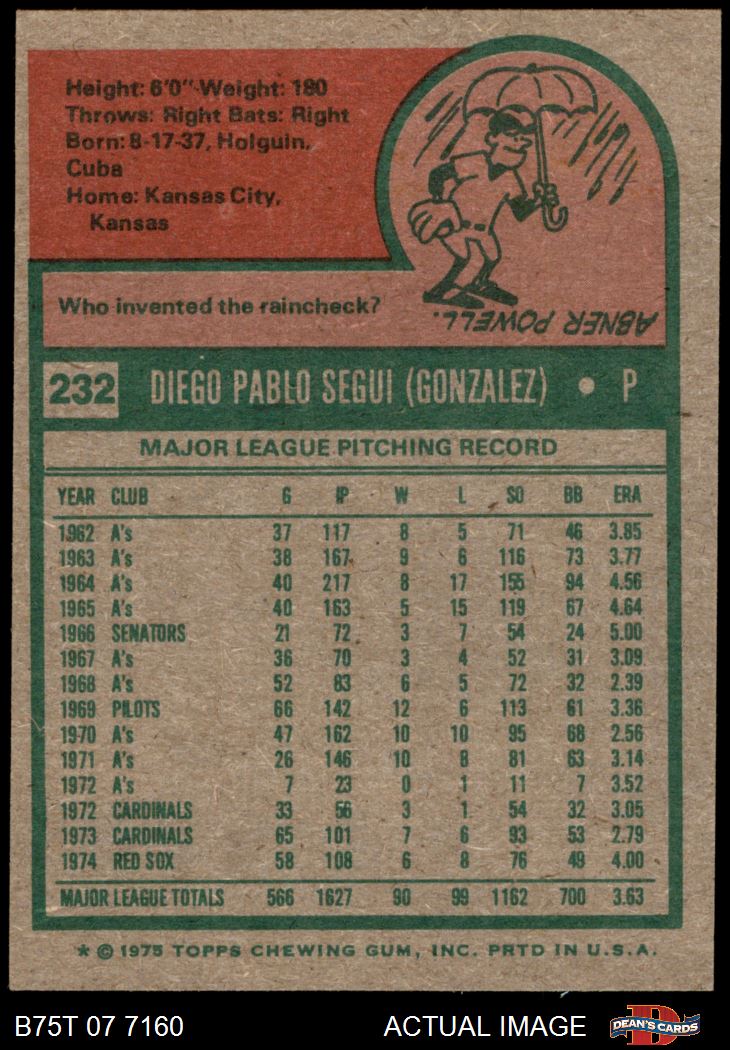 Height: 6'0" Weight: 180
Throws: Right Bats: Right
Born: 8-17-37, Holguin,
Cuba
Home: Kansas City,
Kansas
Who invented the raincheck?
ABNER POWELL.
232 DIEGO PABLO SEGUI (GONZALEZ) • P
MAJOR LEAGUE PITCHING RECORD
YEAR CLUB G IP W L SO BB ERA
1962 A's 37 117 8 5 71 46 3.85
1963 A's 38 167 9 6 116 73 3.77
1964 A's 40 217 8 17 155 94 4.56
1965 A's 40 163 5 15 119 67 4.64
1966 SENATORS 21 72 3 7 54 24 5.00
1967 A's 36 70 3 4 52 31 3.09
1968 A's 52 83 6 5 72 32 2.39
1969 PILOTS 66 142 12 6 113 61 3.36
1970 A's 47 162 10 10 95 68 2.56
1971 A's 26 146 10 8 81 63 3.14
1972 A's 7 23 0 1 11 7 3.52
1972 CARDINALS 33 56 3 1 54 32 3.05
1973 CARDINALS 65 101 7 6 93 53 2.79
1974 RED SOX 58 108 6 8 76 49 4.00
MAJOR LEAGUE TOTALS 566 1627 90 99 1162 700 3.63
* © 1975 TOPPS CHEWING GUM, INC. PRTD IN U.S.A.
B75T 07 7160 ACTUAL IMAGE
D
DEAN'S CARDS